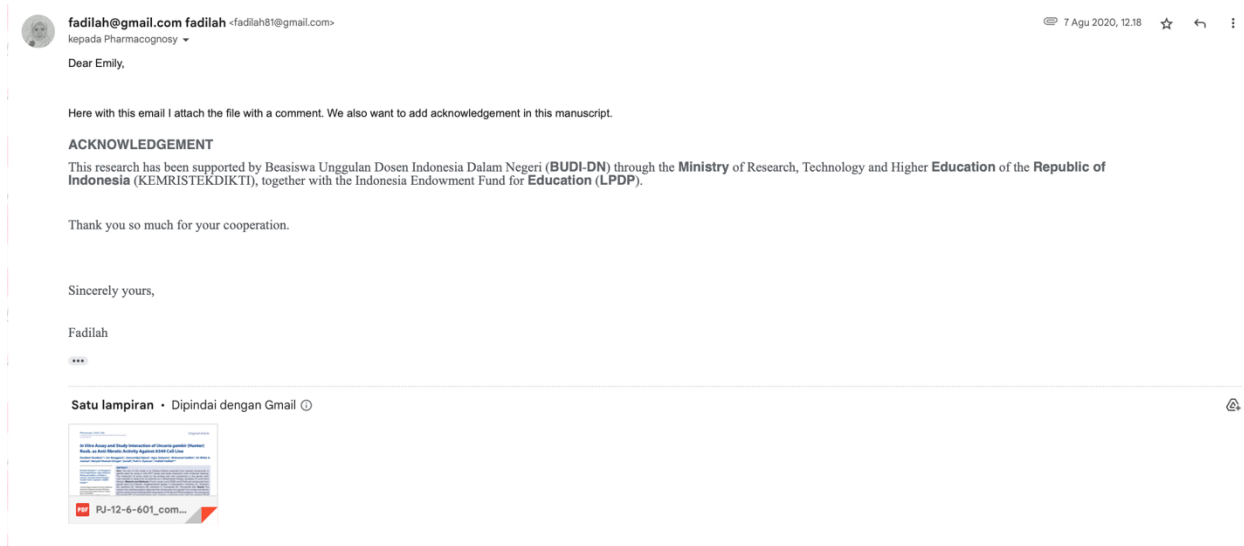 fadilah@gmail.com fadilah <fadilah81@gmail.com>
7 Agu 2020, 12.18
kepada Pharmacognosy
Dear Emily,
Here with this email I attach the file with a comment. We also want to add acknowledgement in this manuscript.
ACKNOWLEDGEMENT
This research has been supported by Beasiswa Unggulan Dosen Indonesia Dalam Negeri (BUDI-DN) through the Ministry of Research, Technology and Higher Education of the Republic of
Indonesia (KEMRISTEKDIKTI), together with the Indonesia Endowment Fund for Education (LPDP).
Thank you so much for your cooperation.
Sincerely yours,
Fadilah
Satu lampiran • Dipindai dengan Gmail
In Vitro Assay and Study Interaction of Uncaria gambir (Hunter)
Roxb. as Anti-fibrotic Activity Against A549 Cell Line
PDF PJ-12-6-601_com...